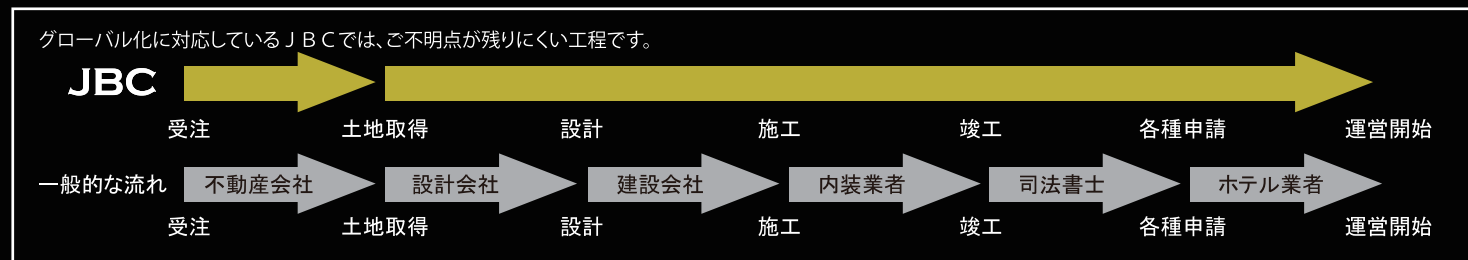 グローバル化に対応しているＪＢＣでは、ご不明点が残りにくい工程です。
JBC
受注 土地取得 設計 施工 竣工 各種申請 運営開始
一般的な流れ 不動産会社 設計会社 建設会社 内装業者 司法書士 ホテル業者
受注 土地取得 設計 施工 竣工 各種申請 運営開始